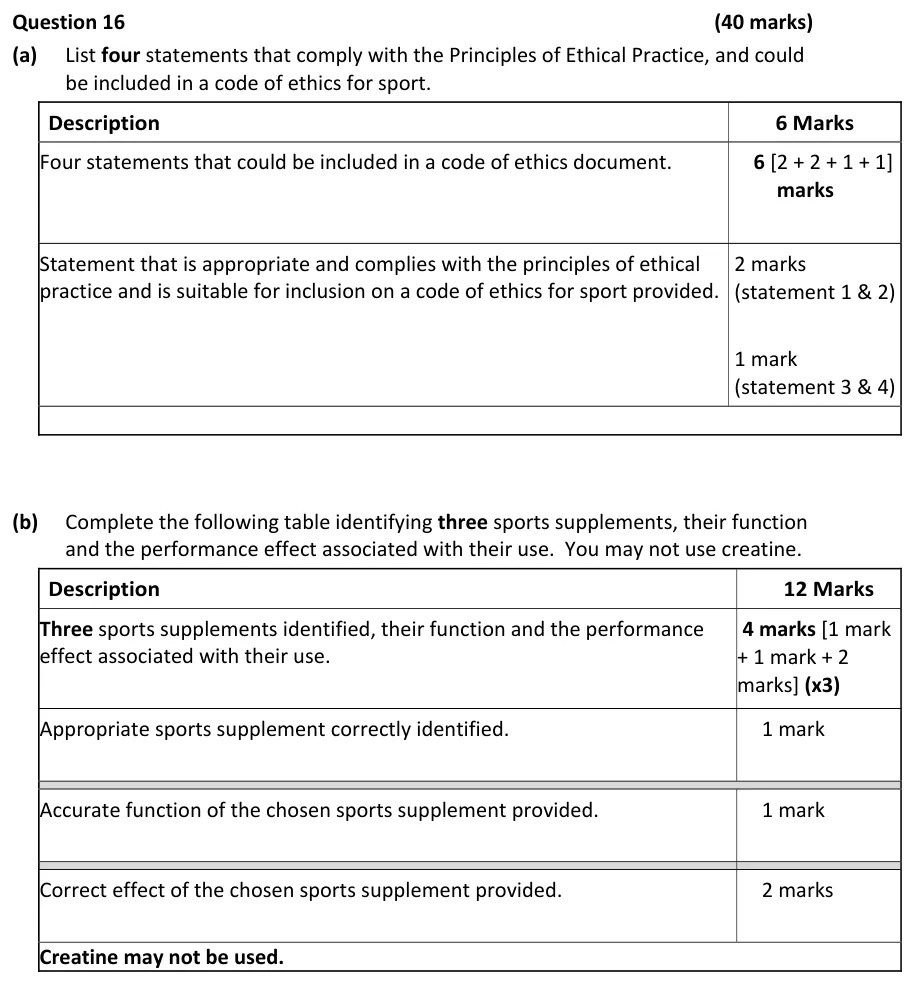 Question 16 (40 marks)
(a) List four statements that comply with the Principles of Ethical Practice, and could
be included in a code of ethics for sport.
Description 6 Marks
Four statements that could be included in a code of ethics document. 6 [2 + 2 + 1 + 1]
marks
Statement that is appropriate and complies with the principles of ethical 2 marks
practice and is suitable for inclusion on a code of ethics for sport provided. (statement 1 & 2)
1 mark
(statement 3 & 4)
(b) Complete the following table identifying three sports supplements, their function
and the performance effect associated with their use. You may not use creatine.
Description 12 Marks
Three sports supplements identified, their function and the performance 4 marks [1 mark
effect associated with their use. + 1 mark + 2
marks] (x3)
Appropriate sports supplement correctly identified. 1 mark
Accurate function of the chosen sports supplement provided. 1 mark
Correct effect of the chosen sports supplement provided. 2 marks
Creatine may not be used.